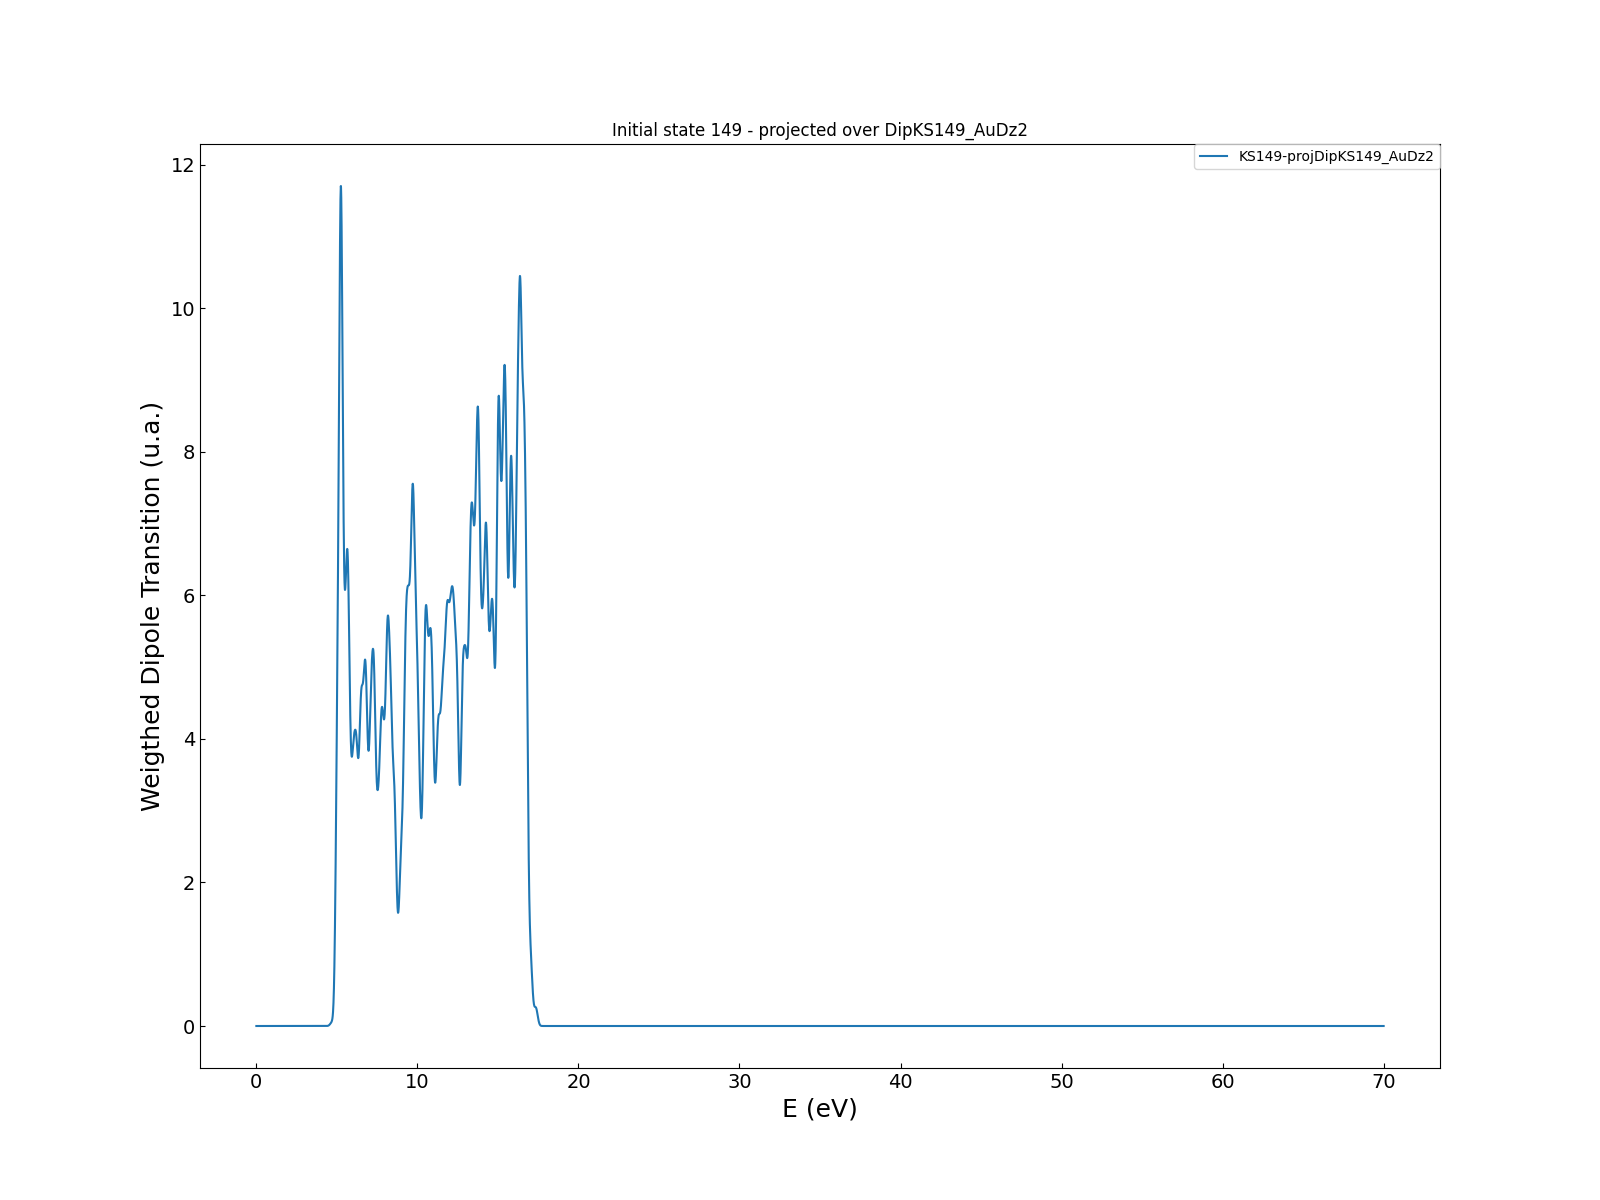 Initial state 149 - projected over DipKS149_AuDz2
KS149-projDipKS149_AuDz2
12
10
8
6
4
2
0
Weigthed Dipole Transition (u.a.)
0 10 20 30 40 50 60 70
E (eV)